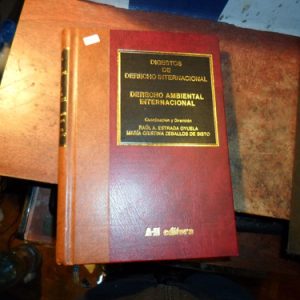 DIGESTOS
DE
DERECHO INTERNACIONAL
DERECHO AMBIENTAL
INTERNACIONAL
Coordinación y Dirección
RAÚL A. ESTRADA OYUELA
MARÍA CRISTINA ZEBALLOS DE SISTO
A-Z editora